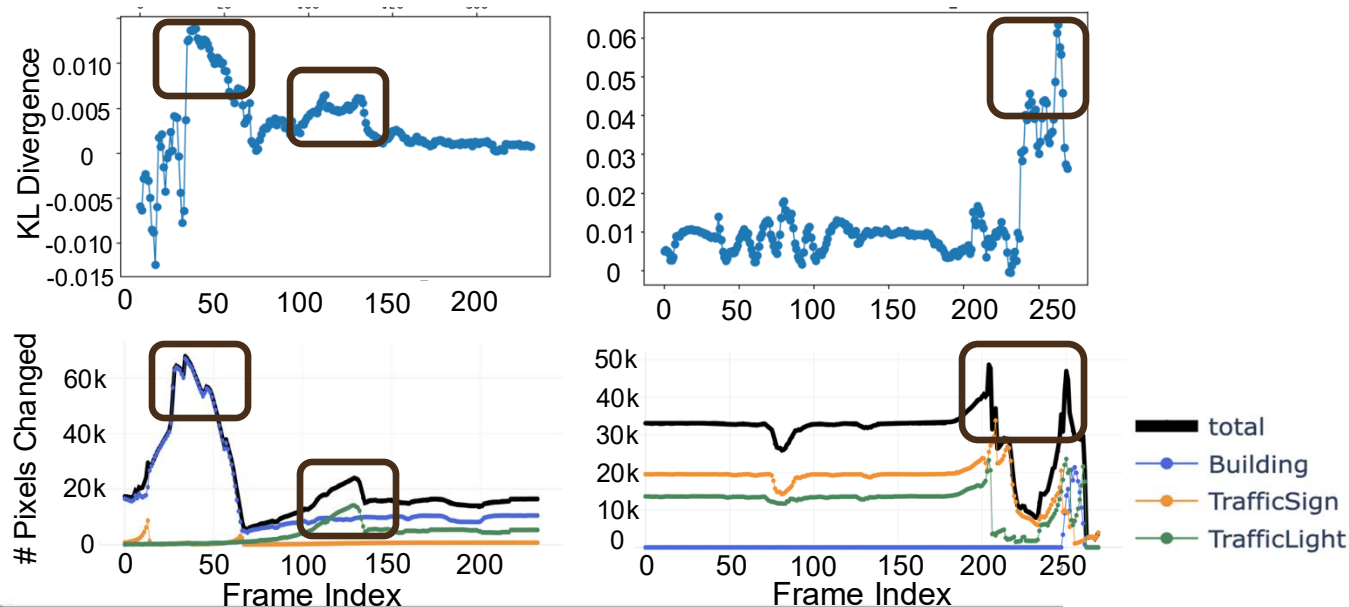 KL Divergence
0.010
0.005
0
-0.005
-0.010
-0.015
0 50 100 150 200
0.06
0.05
0.04
0.03
0.02
0.01
0
0 50 100 150 200 250
# Pixels Changed
60k
40k
20k
0
0 50 100 150 200
Frame Index
50k
40k
30k
20k
10k
0
0 50 100 150 200 250
Frame Index
total
Building
TrafficSign
TrafficLight